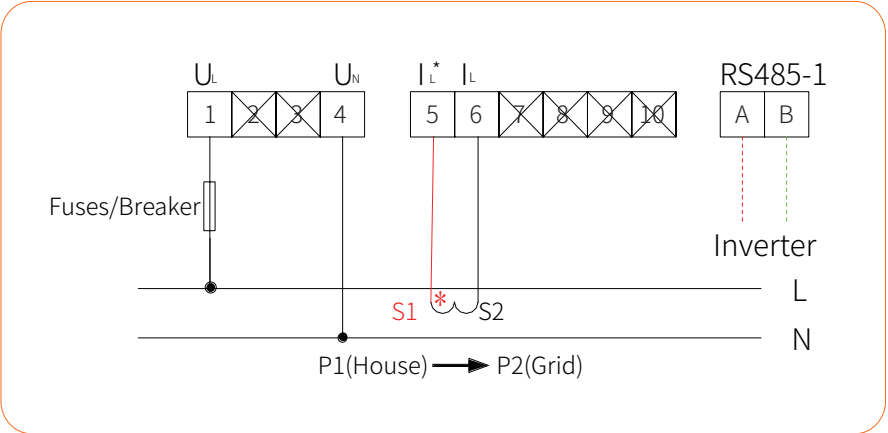 UL UN IL* IL RS485-1
1 2 3 4 5 6 7 8 9 10 A B
Fuses/Breaker
Inverter
L
S1 * S2
N
P1(House) P2(Grid)